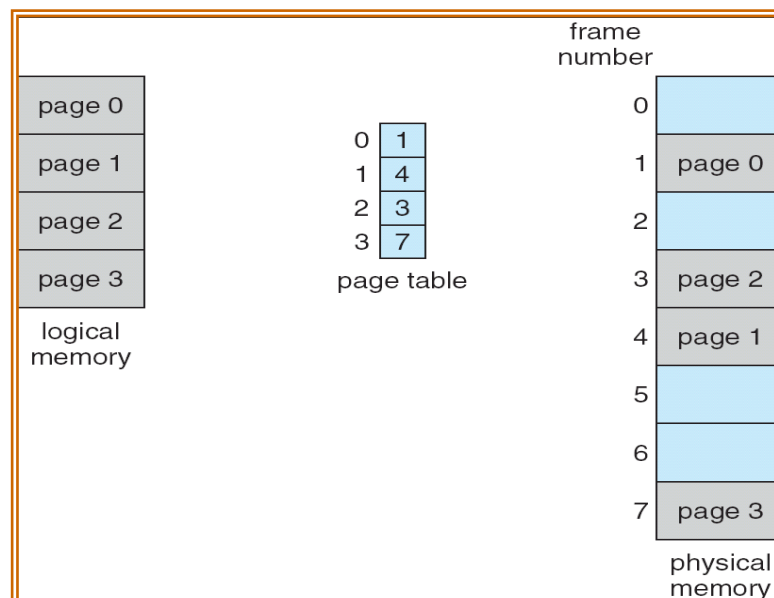 page 0
page 1
page 2
page 3
logical
memory
0 1
1 4
2 3
3 7
page table
frame
number
0
1 page 0
2
3 page 2
4 page 1
5
6
7 page 3
physical
memory